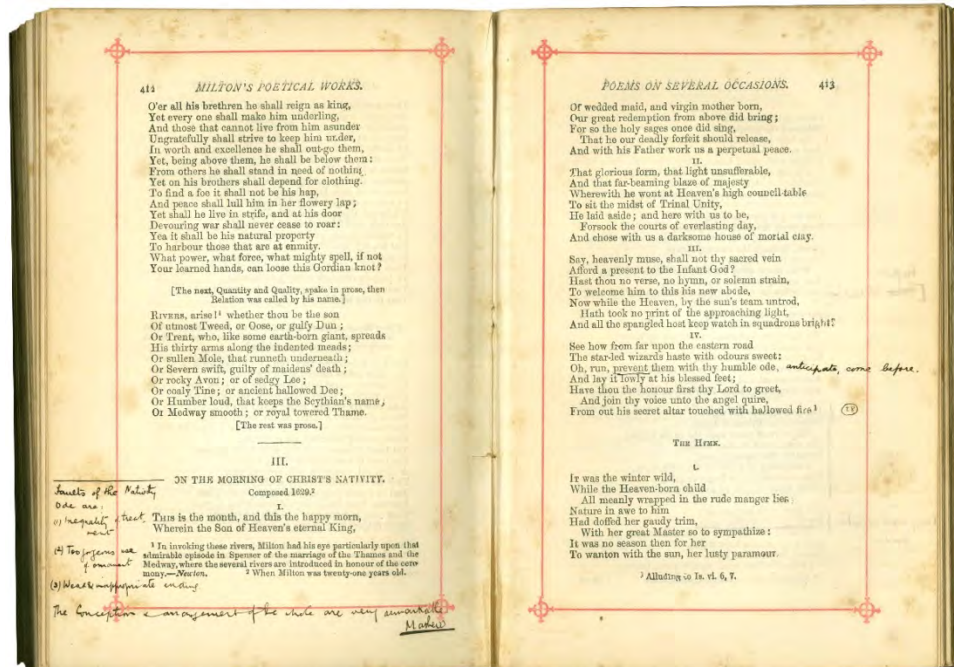 412 MILTON'S POETICAL WORKS.
O'er all his brethren he shall reign as king,
Yet every one shall make him underling,
And those that cannot live from him asunder
Ungratefully shall strive to keep him under,
In worth and excellence he shall out-go them,
Yet, being above them, he shall be below them:
From others he shall stand in need of nothing,
Yet on his brothers shall depend for clothing.
To find a foe it shall not be his hap,
And peace shall lull him in her flowery lap;
Yet shall he live in strife, and at his door
Devouring war shall never cease to roar:
Yea it shall be his natural property
To harbour those that are at enmity.
What power, what force, what mighty spell, if not
Your learned hands, can loose this Gordian knot?
[The next, Quantity and Quality, spake in prose, then
Relation was called by his name.]
RIVERS, arise!¹ whether thou be the son
Of utmost Tweed, or Oose, or gulfy Dun;
Or Trent, who, like some earth-born giant, spreads
His thirty arms along the indented meads;
Or sullen Mole, that runneth underneath;
Or Severn swift, guilty of maidens' death;
Or rocky Avon; or of sedgy Lee;
Or coaly Tine; or ancient hallowed Dee;
Or Humber loud, that keeps the Scythian's name,
Or Medway smooth; or royal towered Thame.
[The rest was prose.]
III.
ON THE MORNING OF CHRIST'S NATIVITY.
Composed 1629.²
I.
THIS is the month, and this the happy morn,
Wherein the Son of Heaven's eternal King,
¹ In invoking these rivers, Milton had his eye particularly upon that
admirable episode in Spenser of the marriage of the Thames and the
Medway, where the several rivers are introduced in honour of the cere-
mony.—Newton. ² When Milton was twenty-one years old.
Faults of the Nativity
Ode are:
(1) Inequality of treat
ment
(2) Too gorgeous use
of ornament
(3) Weak & inappropriate ending
The Conception & arrangement of the whole are very remarkable
POEMS ON SEVERAL OCCASIONS. 413
Of wedded maid, and virgin mother born,
Our great redemption from above did bring;
For so the holy sages once did sing,
That he our deadly forfeit should release,
And with his Father work us a perpetual peace.
II.
That glorious form, that light unsufferable,
And that far-beaming blaze of majesty
Wherewith he wont at Heaven's high council-table
To sit the midst of Trinal Unity,
He laid aside; and here with us to be,
Forsook the courts of everlasting day,
And chose with us a darksome house of mortal clay.
III.
Say, heavenly muse, shall not thy sacred vein
Afford a present to the Infant God?
Hast thou no verse, no hymn, or solemn strain,
To welcome him to this his new abode,
Now while the Heaven, by the sun's team untrod,
Hath took no print of the approaching light,
And all the spangled host keep watch in squadrons bright?
IV.
See how from far upon the eastern road
The star-led wizards haste with odours sweet:
Oh, run, prevent them with thy humble ode, anticipate, come before.
And lay it lowly at his blessed feet;
Have thou the honour first thy Lord to greet,
And join thy voice unto the angel quire,
From out his secret altar touched with hallowed fire¹
THE HYMN.
I.
IT was the winter wild,
While the Heaven-born child
All meanly wrapped in the rude manger lies
Nature in awe to him
Had doffed her gaudy trim,
With her great Master so to sympathize:
It was no season then for her
To wanton with the sun, her lusty paramour.
¹ Alluding to Is. vi. 6, 7.